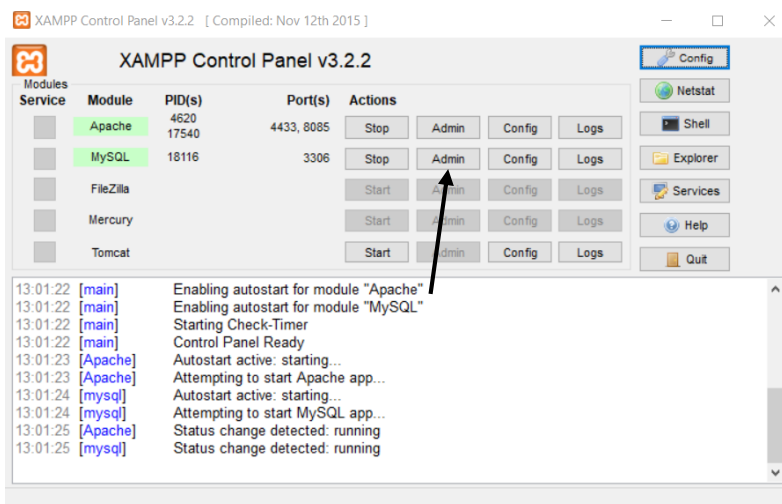 XAMPP Control Panel v3.2.2 [ Compiled: Nov 12th 2015 ]
XAMPP Control Panel v3.2.2
Config
Modules
Service Module PID(s) Port(s) Actions
Netstat
Apache 4620 17540 4433, 8085 Stop Admin Config Logs
Shell
MySQL 18116 3306 Stop Admin Config Logs
Explorer
FileZilla Start Admin Config Logs
Services
Mercury Start Admin Config Logs
Help
Tomcat Start Admin Config Logs
Quit
13:01:22 [main] Enabling autostart for module "Apache"
13:01:22 [main] Enabling autostart for module "MySQL"
13:01:22 [main] Starting Check-Timer
13:01:22 [main] Control Panel Ready
13:01:23 [Apache] Autostart active: starting...
13:01:23 [Apache] Attempting to start Apache app...
13:01:24 [mysql] Autostart active: starting...
13:01:24 [mysql] Attempting to start MySQL app...
13:01:25 [Apache] Status change detected: running
13:01:25 [mysql] Status change detected: running